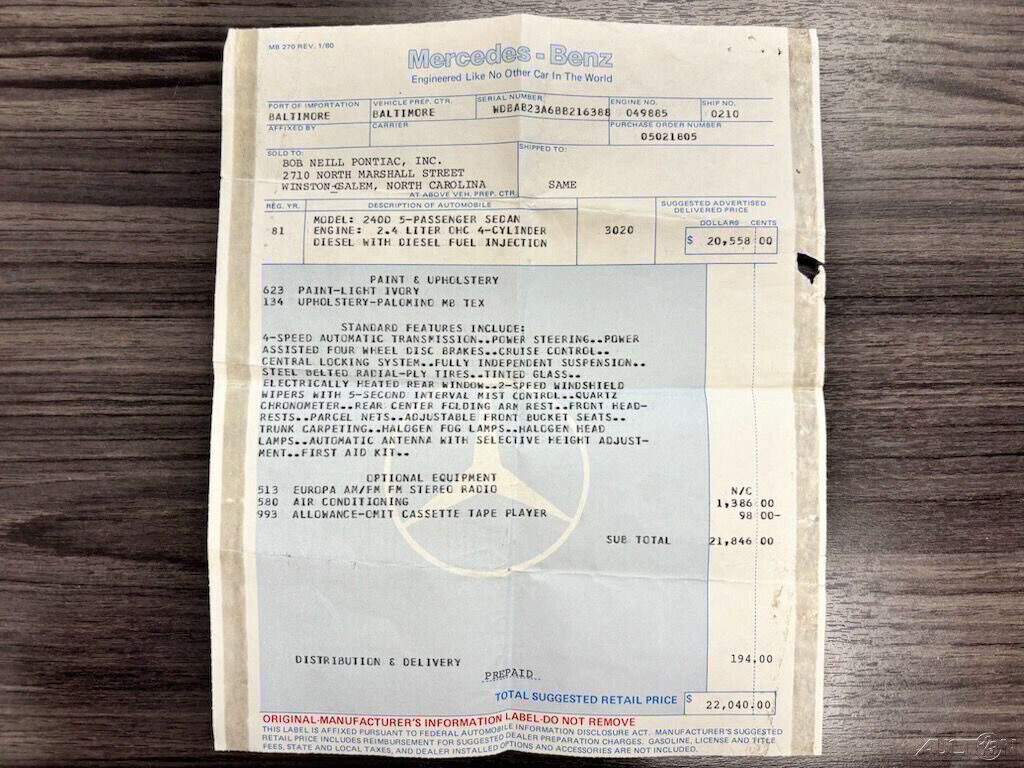 MB 270 REV. 1/80
Mercedes-Benz
Engineered Like No Other Car In The World
PORT OF IMPORTATION VEHICLE PREP. CTR. SERIAL NUMBER ENGINE NO. SHIP NO.
BALTIMORE BALTIMORE WDBAB23A6BB216388 049885 0210
AFFIXED BY CARRIER PURCHASE ORDER NUMBER
05021805
SOLD TO: SHIPPED TO:
BOB NEILL PONTIAC, INC.
2710 NORTH MARSHALL STREET
WINSTON-SALEM, NORTH CAROLINA SAME
AT ABOVE VEH. PREP. CTR.
REG. YR. DESCRIPTION OF AUTOMOBILE SUGGESTED ADVERTISED
DELIVERED PRICE
MODEL: 240D 5-PASSENGER SEDAN DOLLARS CENTS
81 ENGINE: 2.4 LITER OHC 4-CYLINDER 3020
DIESEL WITH DIESEL FUEL INJECTION $ 20,558 00
PAINT & UPHOLSTERY
623 PAINT-LIGHT IVORY
134 UPHOLSTERY-PALOMINO MB TEX
STANDARD FEATURES INCLUDE:
4-SPEED AUTOMATIC TRANSMISSION..POWER STEERING..POWER
ASSISTED FOUR WHEEL DISC BRAKES..CRUISE CONTROL..
CENTRAL LOCKING SYSTEM..FULLY INDEPENDENT SUSPENSION..
STEEL BELTED RADIAL-PLY TIRES..TINTED GLASS..
ELECTRICALLY HEATED REAR WINDOW..2-SPEED WINDSHIELD
WIPERS WITH 5-SECOND INTERVAL MIST CONTROL..QUARTZ
CHRONOMETER..REAR CENTER FOLDING ARM REST..FRONT HEAD-
RESTS..PARCEL NETS..ADJUSTABLE FRONT BUCKET SEATS..
TRUNK CARPETING..HALOGEN FOG LAMPS..HALOGEN HEAD
LAMPS..AUTOMATIC ANTENNA WITH SELECTIVE HEIGHT ADJUST-
MENT..FIRST AID KIT..
OPTIONAL EQUIPMENT
513 EUROPA AM/FM FM STEREO RADIO N/C
580 AIR CONDITIONING 1,386 00
993 ALLOWANCE-OMIT CASSETTE TAPE PLAYER 98 00-
SUB TOTAL 21,846 00
DISTRIBUTION & DELIVERY 194.00
PREPAID
TOTAL SUGGESTED RETAIL PRICE $ 22,040.00
ORIGINAL-MANUFACTURER'S INFORMATION LABEL-DO NOT REMOVE
THIS LABEL IS AFFIXED PURSUANT TO FEDERAL AUTOMOBILE INFORMATION DISCLOSURE ACT. MANUFACTURER'S SUGGESTED
RETAIL PRICE INCLUDES REIMBURSEMENT FOR SUGGESTED DEALER PREPARATION CHARGES. GASOLINE, LICENSE AND TITLE
FEES, STATE AND LOCAL TAXES, AND DEALER INSTALLED OPTIONS AND ACCESSORIES ARE NOT INCLUDED.